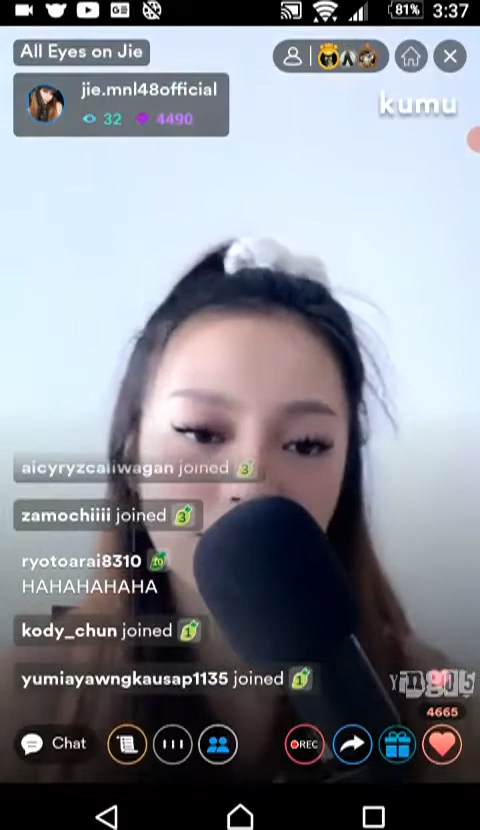 81% 3:37
All Eyes on Jie
jie.mnl48official
32 4490
kumu
aicyryzcaiiwagan joined 3
zamochiiii joined 3
ryotoarai8310 10
HAHAHAHAHA
kody_chun joined 1
yumiayawngkausap1135 joined 1
4665
Chat
REC